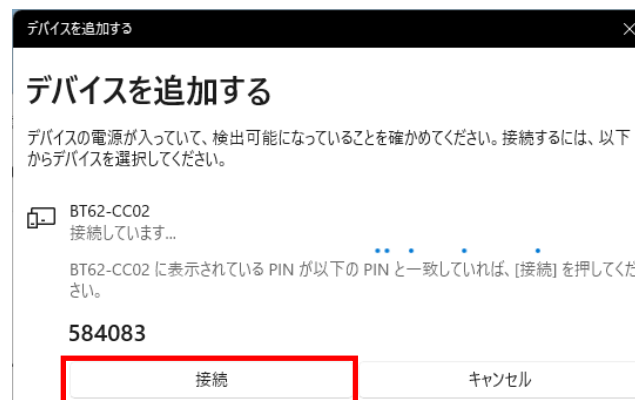 デバイスを追加する
デバイスを追加する
デバイスの電源が入っていて、検出可能になっていることを確かめてください。接続するには、以下
からデバイスを選択してください。
BT62-CC02
接続しています...
BT62-CC02 に表示されている PIN が以下の PIN と一致していれば、[接続] を押してくだ
さい。
584083
接続
キャンセル